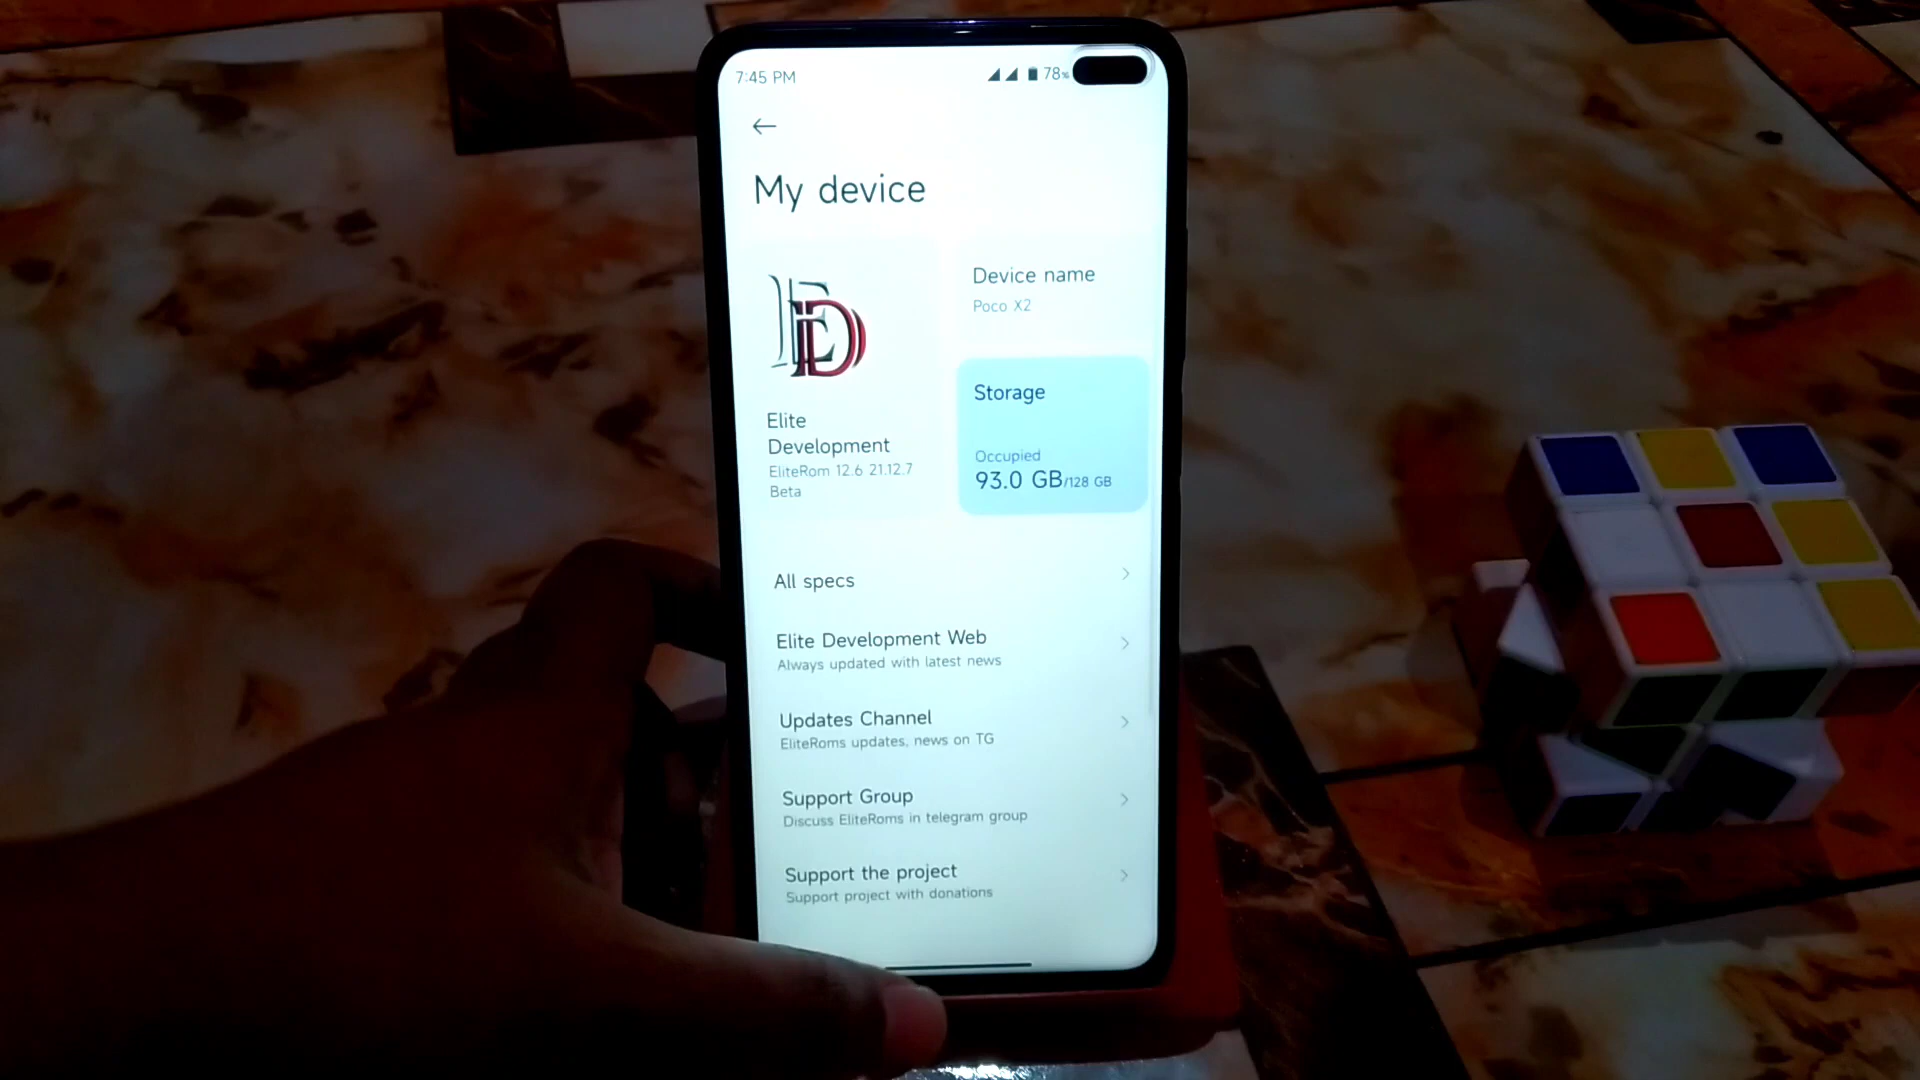 7:45 PM
78%
My device
ED
Elite
Development
EliteRom 12.6 21.12.7
Beta
Device name
Poco X2
Storage
Occupied
93.0 GB/128 GB
All specs
Elite Development Web
Always updated with latest news
Updates Channel
EliteRoms updates, news on TG
Support Group
Discuss EliteRoms in telegram group
Support the project
Support project with donations